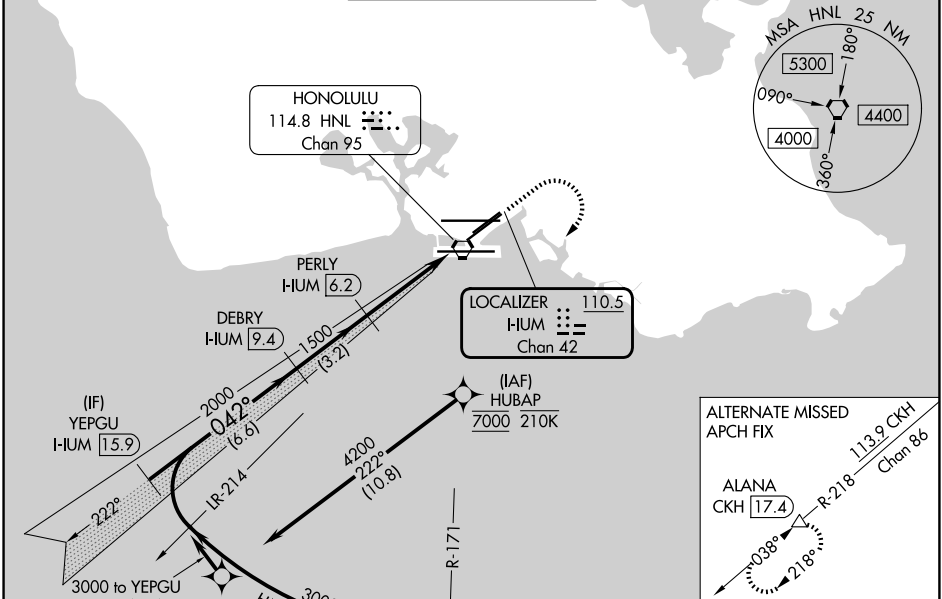 MSA HNL 25 NM
180°
5300
090°
4400
4000
360°
HONOLULU
114.8 HNL
Chan 95
PERLY
I-IUM 6.2
LOCALIZER 110.5
I-IUM
Chan 42
DEBRY
I-IUM 9.4
1500
(3.2)
(IAF)
HUBAP
7000 210K
2000
042°
(6.6)
(IF)
YEPGU
I-IUM 15.9
4200
222°
(10.8)
LR-214
222°
R-171
3000 to YEPGU
ALTERNATE MISSED
APCH FIX
113.9 CKH
Chan 86
R-218
ALANA
CKH 17.4
038°
218°